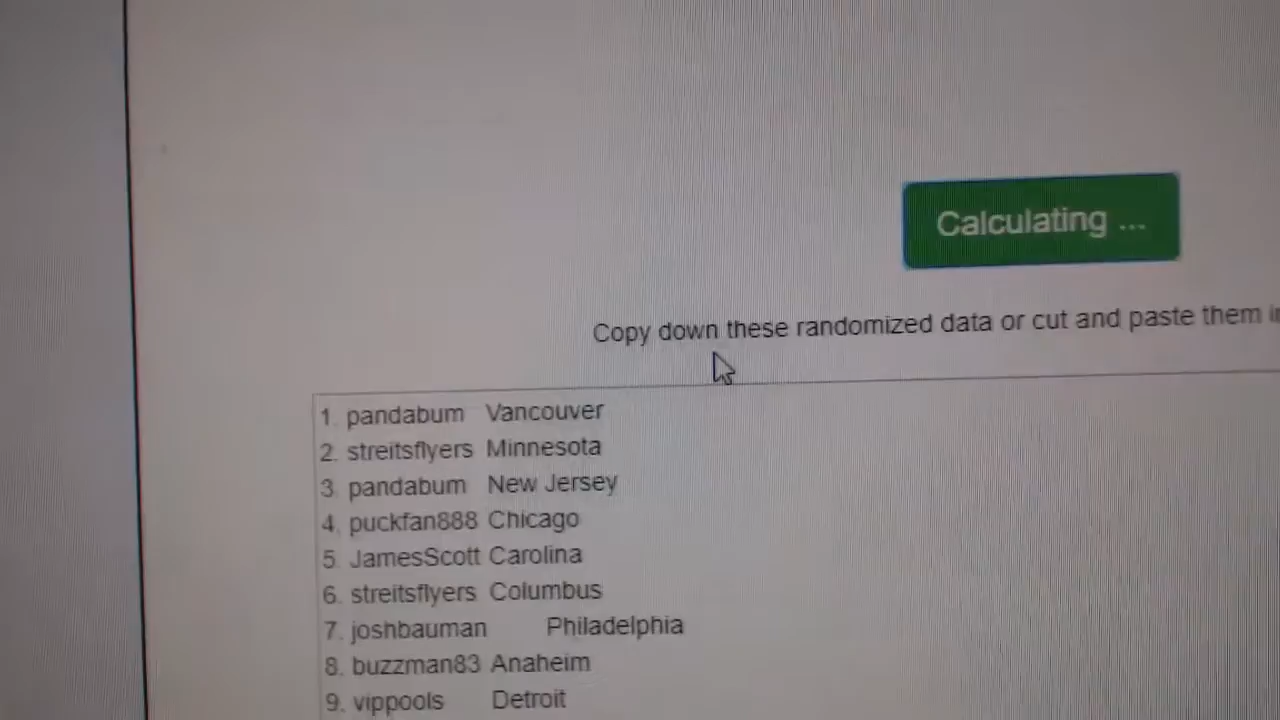 Calculating ...
Copy down these randomized data or cut and paste them
1. pandabum Vancouver
2. streitsflyers Minnesota
3. pandabum New Jersey
4. puckfan888 Chicago
5. JamesScott Carolina
6. streitsflyers Columbus
7. joshbauman Philadelphia
8. buzzman83 Anaheim
9. vippools Detroit